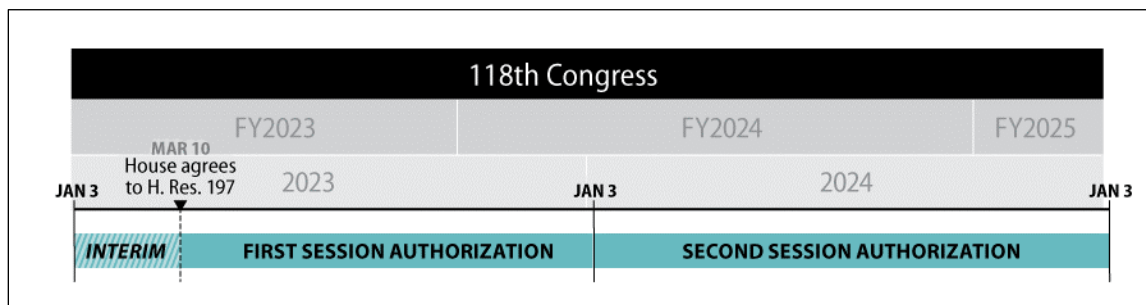 118th Congress
FY2023 FY2024 FY2025
MAR 10
House agrees
to H. Res. 197
2023 2024
JAN 3 JAN 3 JAN 3
INTERIM FIRST SESSION AUTHORIZATION SECOND SESSION AUTHORIZATION